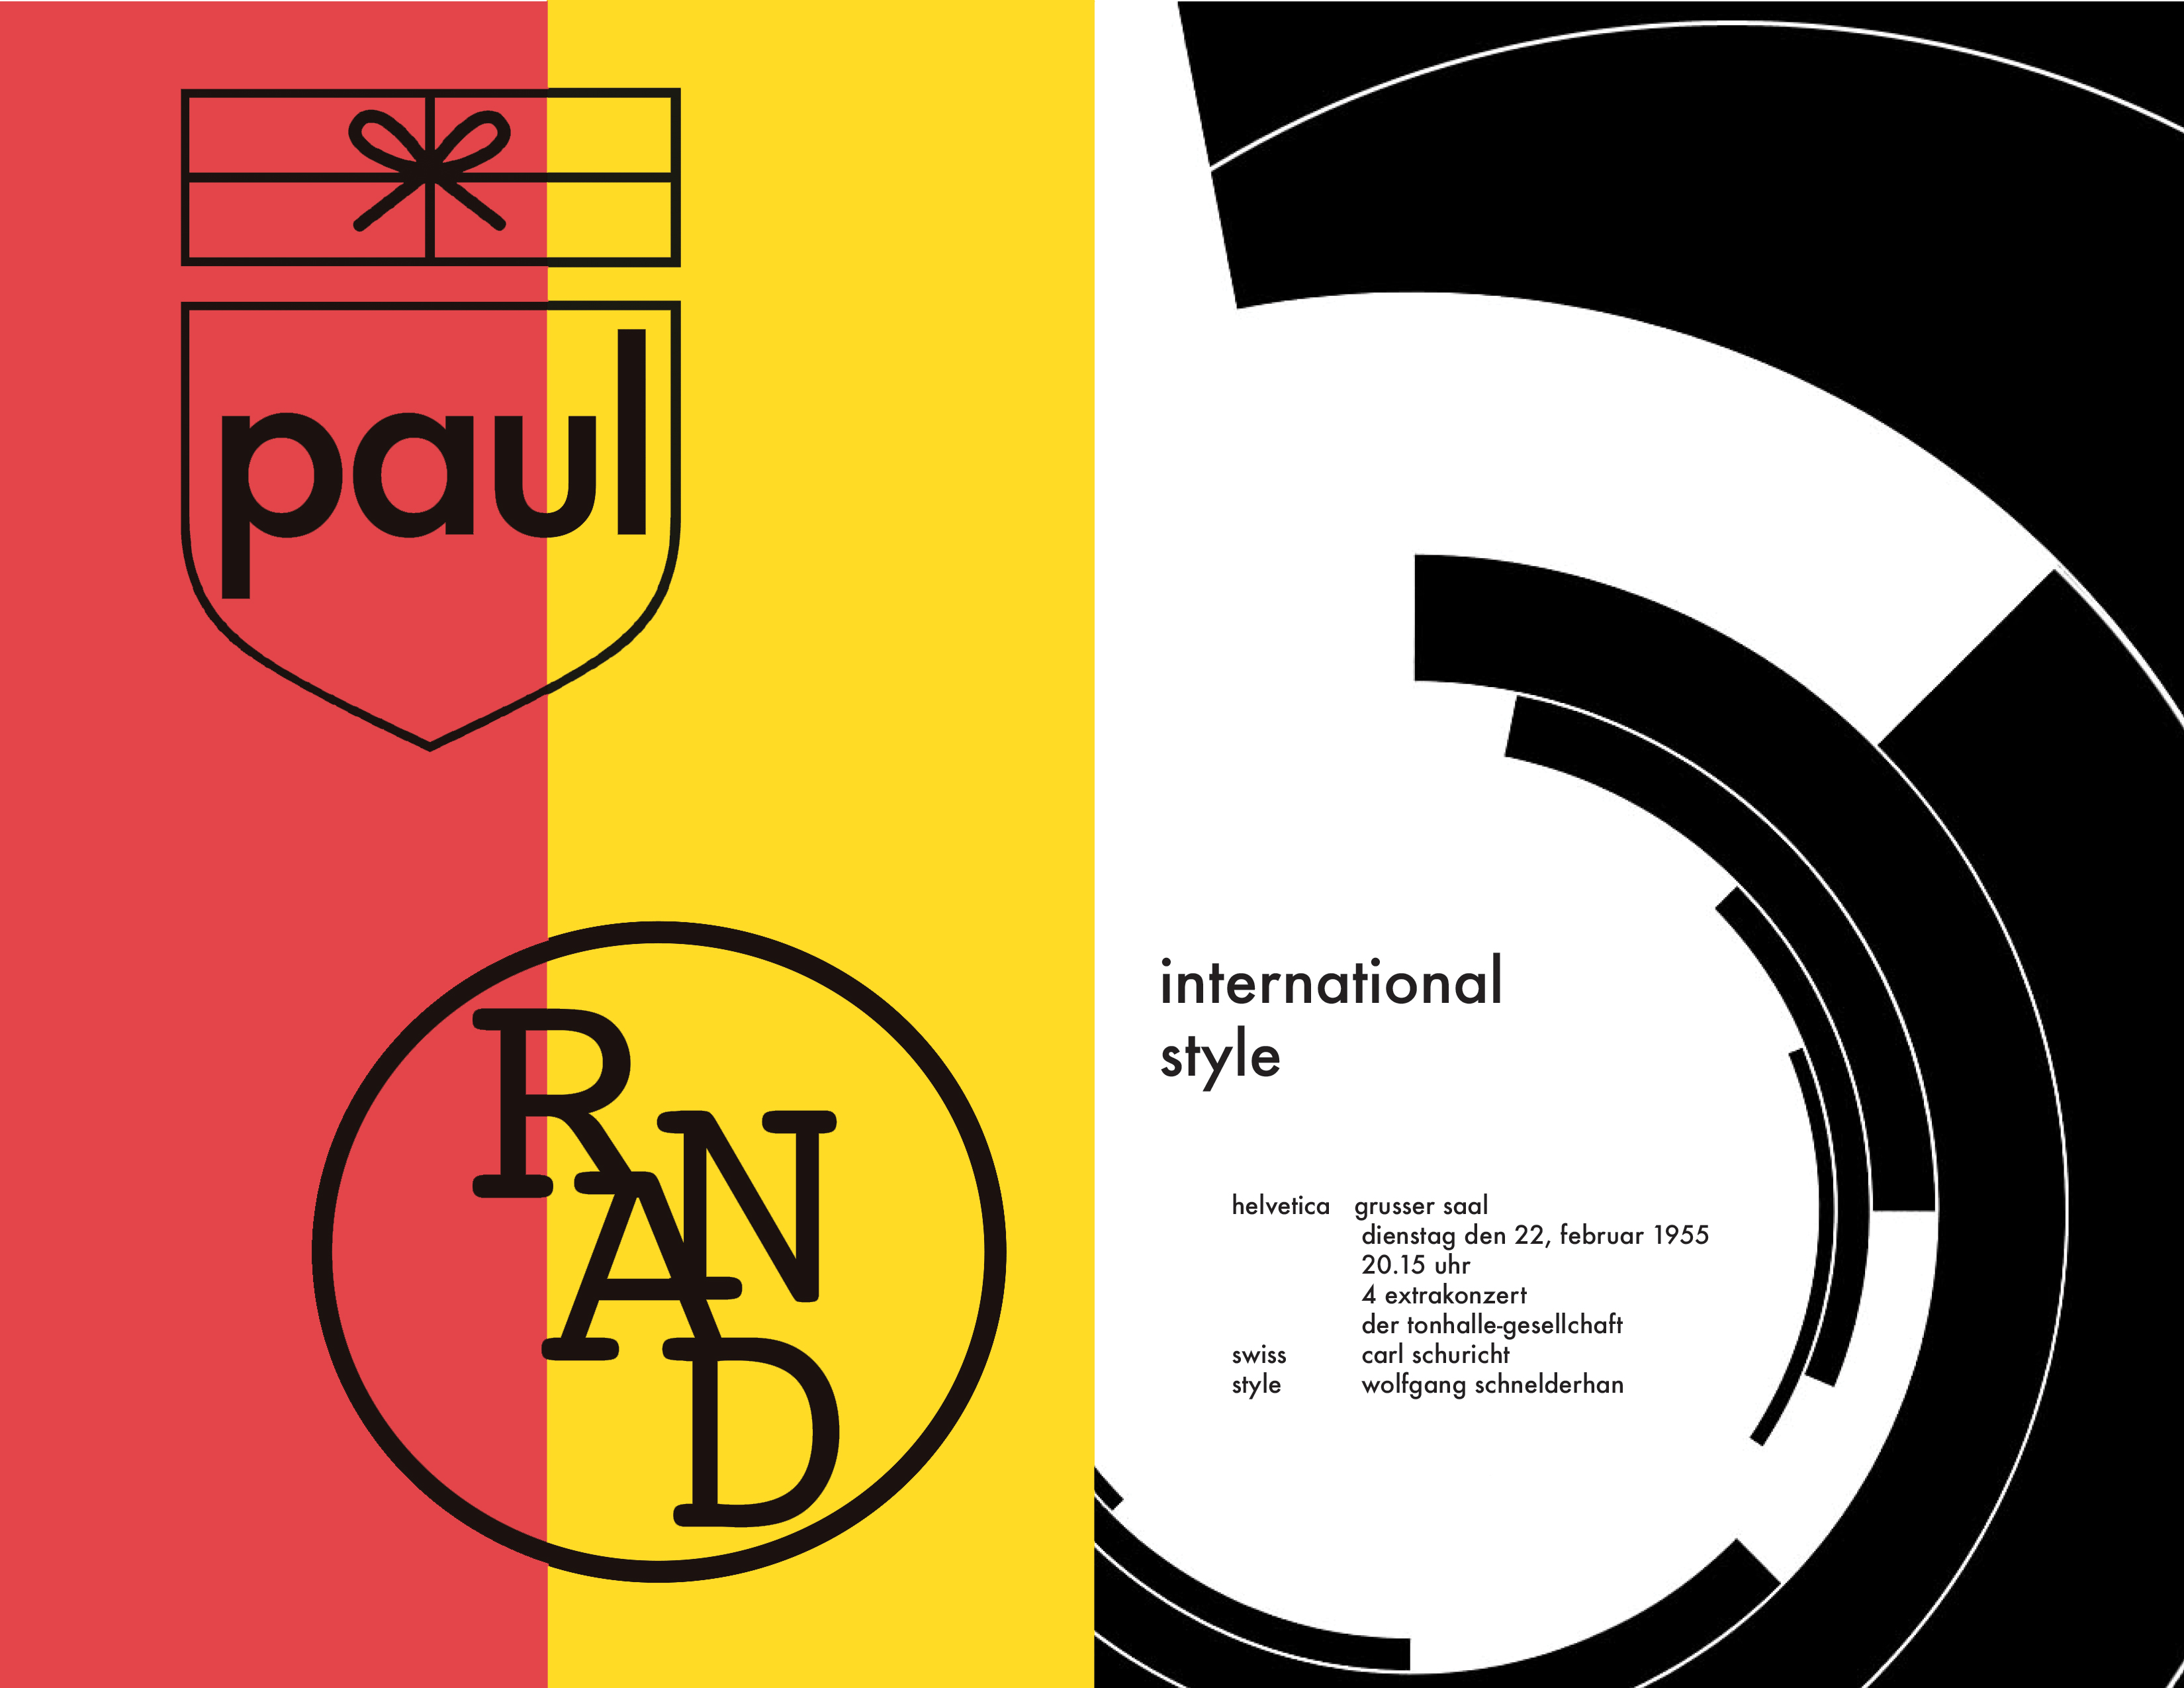 paul
RAND
international
style
helvetica grusser saal
dienstag den 22, februar 1955
20.15 uhr
4 extrakonzert
der tonhalle-gesellchaft
swiss carl schuricht
style wolfgang schnelderhan